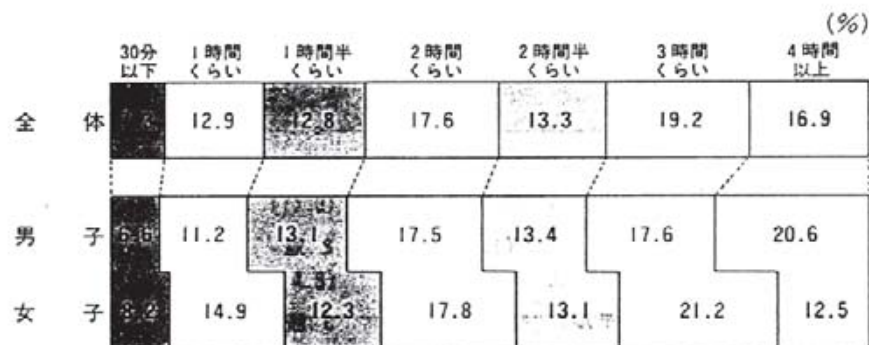 (%)
30分以下 1時間くらい 1時間半くらい 2時間くらい 2時間半くらい 3時間くらい 4時間以上
全体 12.9 12.8 17.6 13.3 19.2 16.9
男子 6.6 11.2 13.1 17.5 13.4 17.6 20.6
女子 8.2 14.9 12.3 17.8 13.1 21.2 12.5